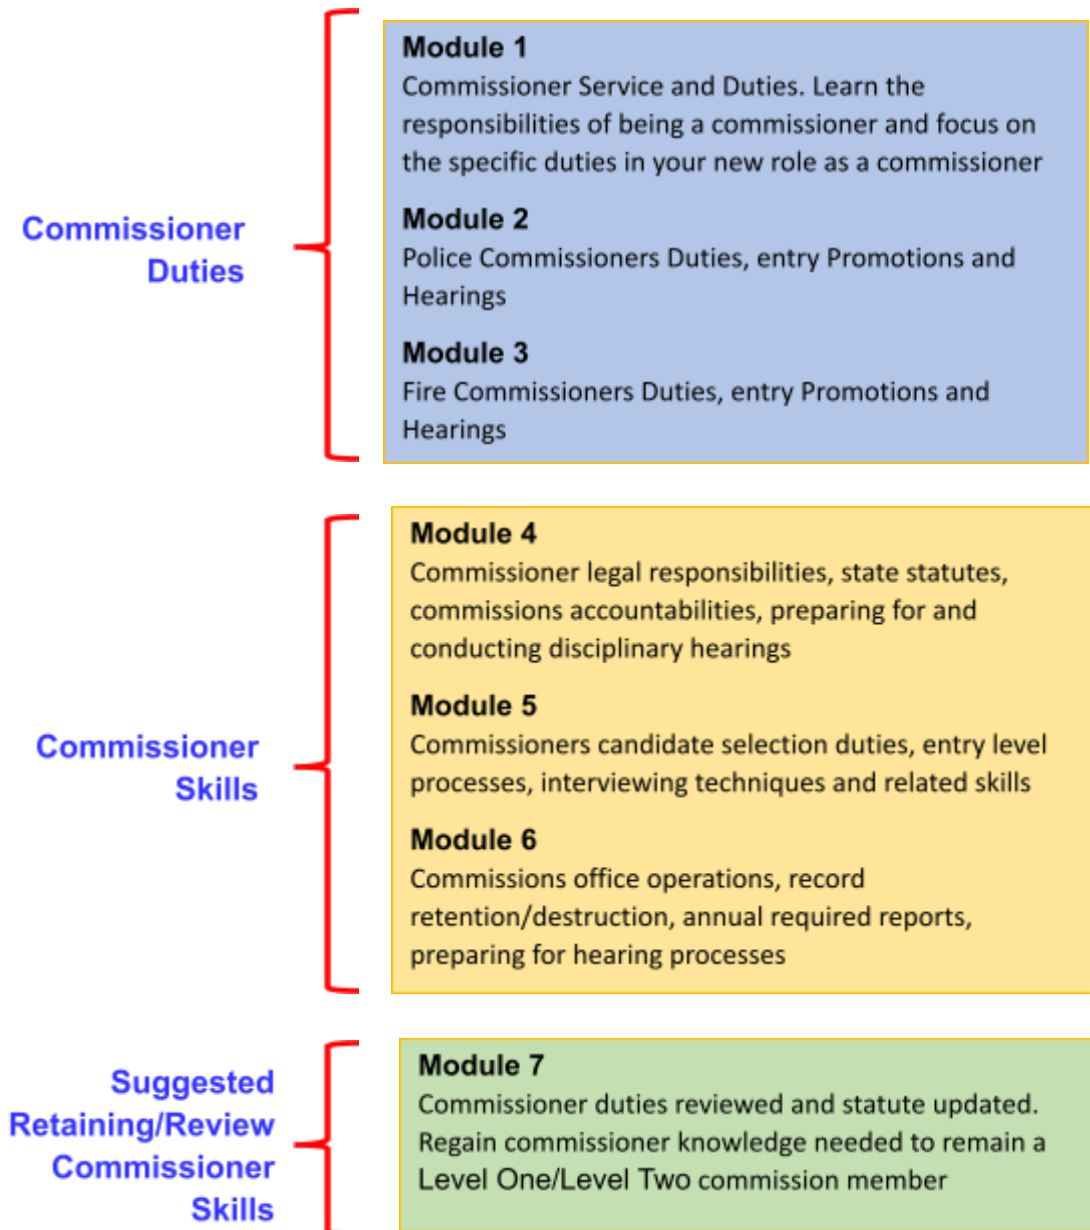 Commissioner
Duties
Module 1
Commissioner Service and Duties. Learn the
responsibilities of being a commissioner and focus on
the specific duties in your new role as a commissioner
Module 2
Police Commissioners Duties, entry Promotions and
Hearings
Module 3
Fire Commissioners Duties, entry Promotions and
Hearings
Commissioner
Skills
Module 4
Commissioner legal responsibilities, state statutes,
commissions accountabilities, preparing for and
conducting disciplinary hearings
Module 5
Commissioners candidate selection duties, entry level
processes, interviewing techniques and related skills
Module 6
Commissions office operations, record
retention/destruction, annual required reports,
preparing for hearing processes
Suggested
Retaining/Review
Commissioner
Skills
Module 7
Commissioner duties reviewed and statute updated.
Regain commissioner knowledge needed to remain a
Level One/Level Two commission member